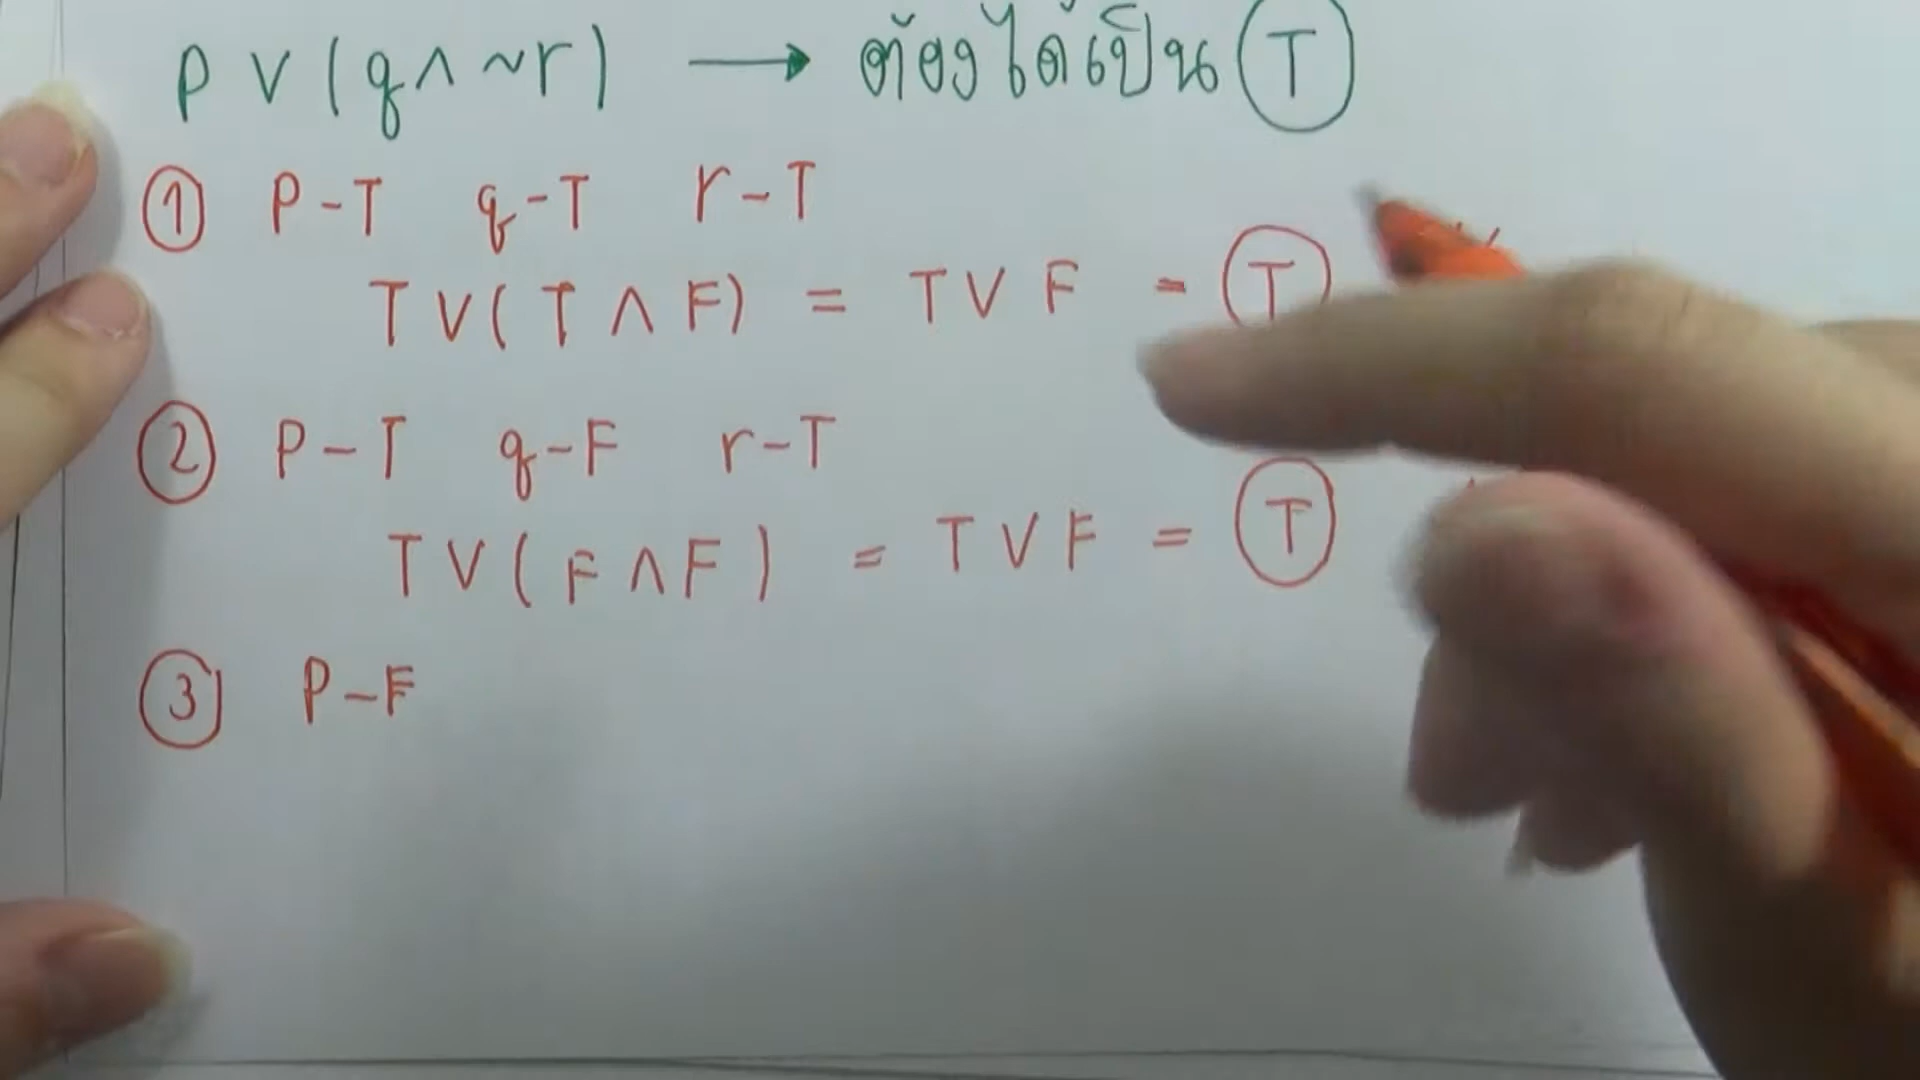 P ∨ (q ∧ ~r) → ต้องได้เป็น T
① P-T q-T r-T
T ∨ (T ∧ F) = T ∨ F = T
② P-T q-F r-T
T ∨ (F ∧ F) = T ∨ F = T
③ P-F